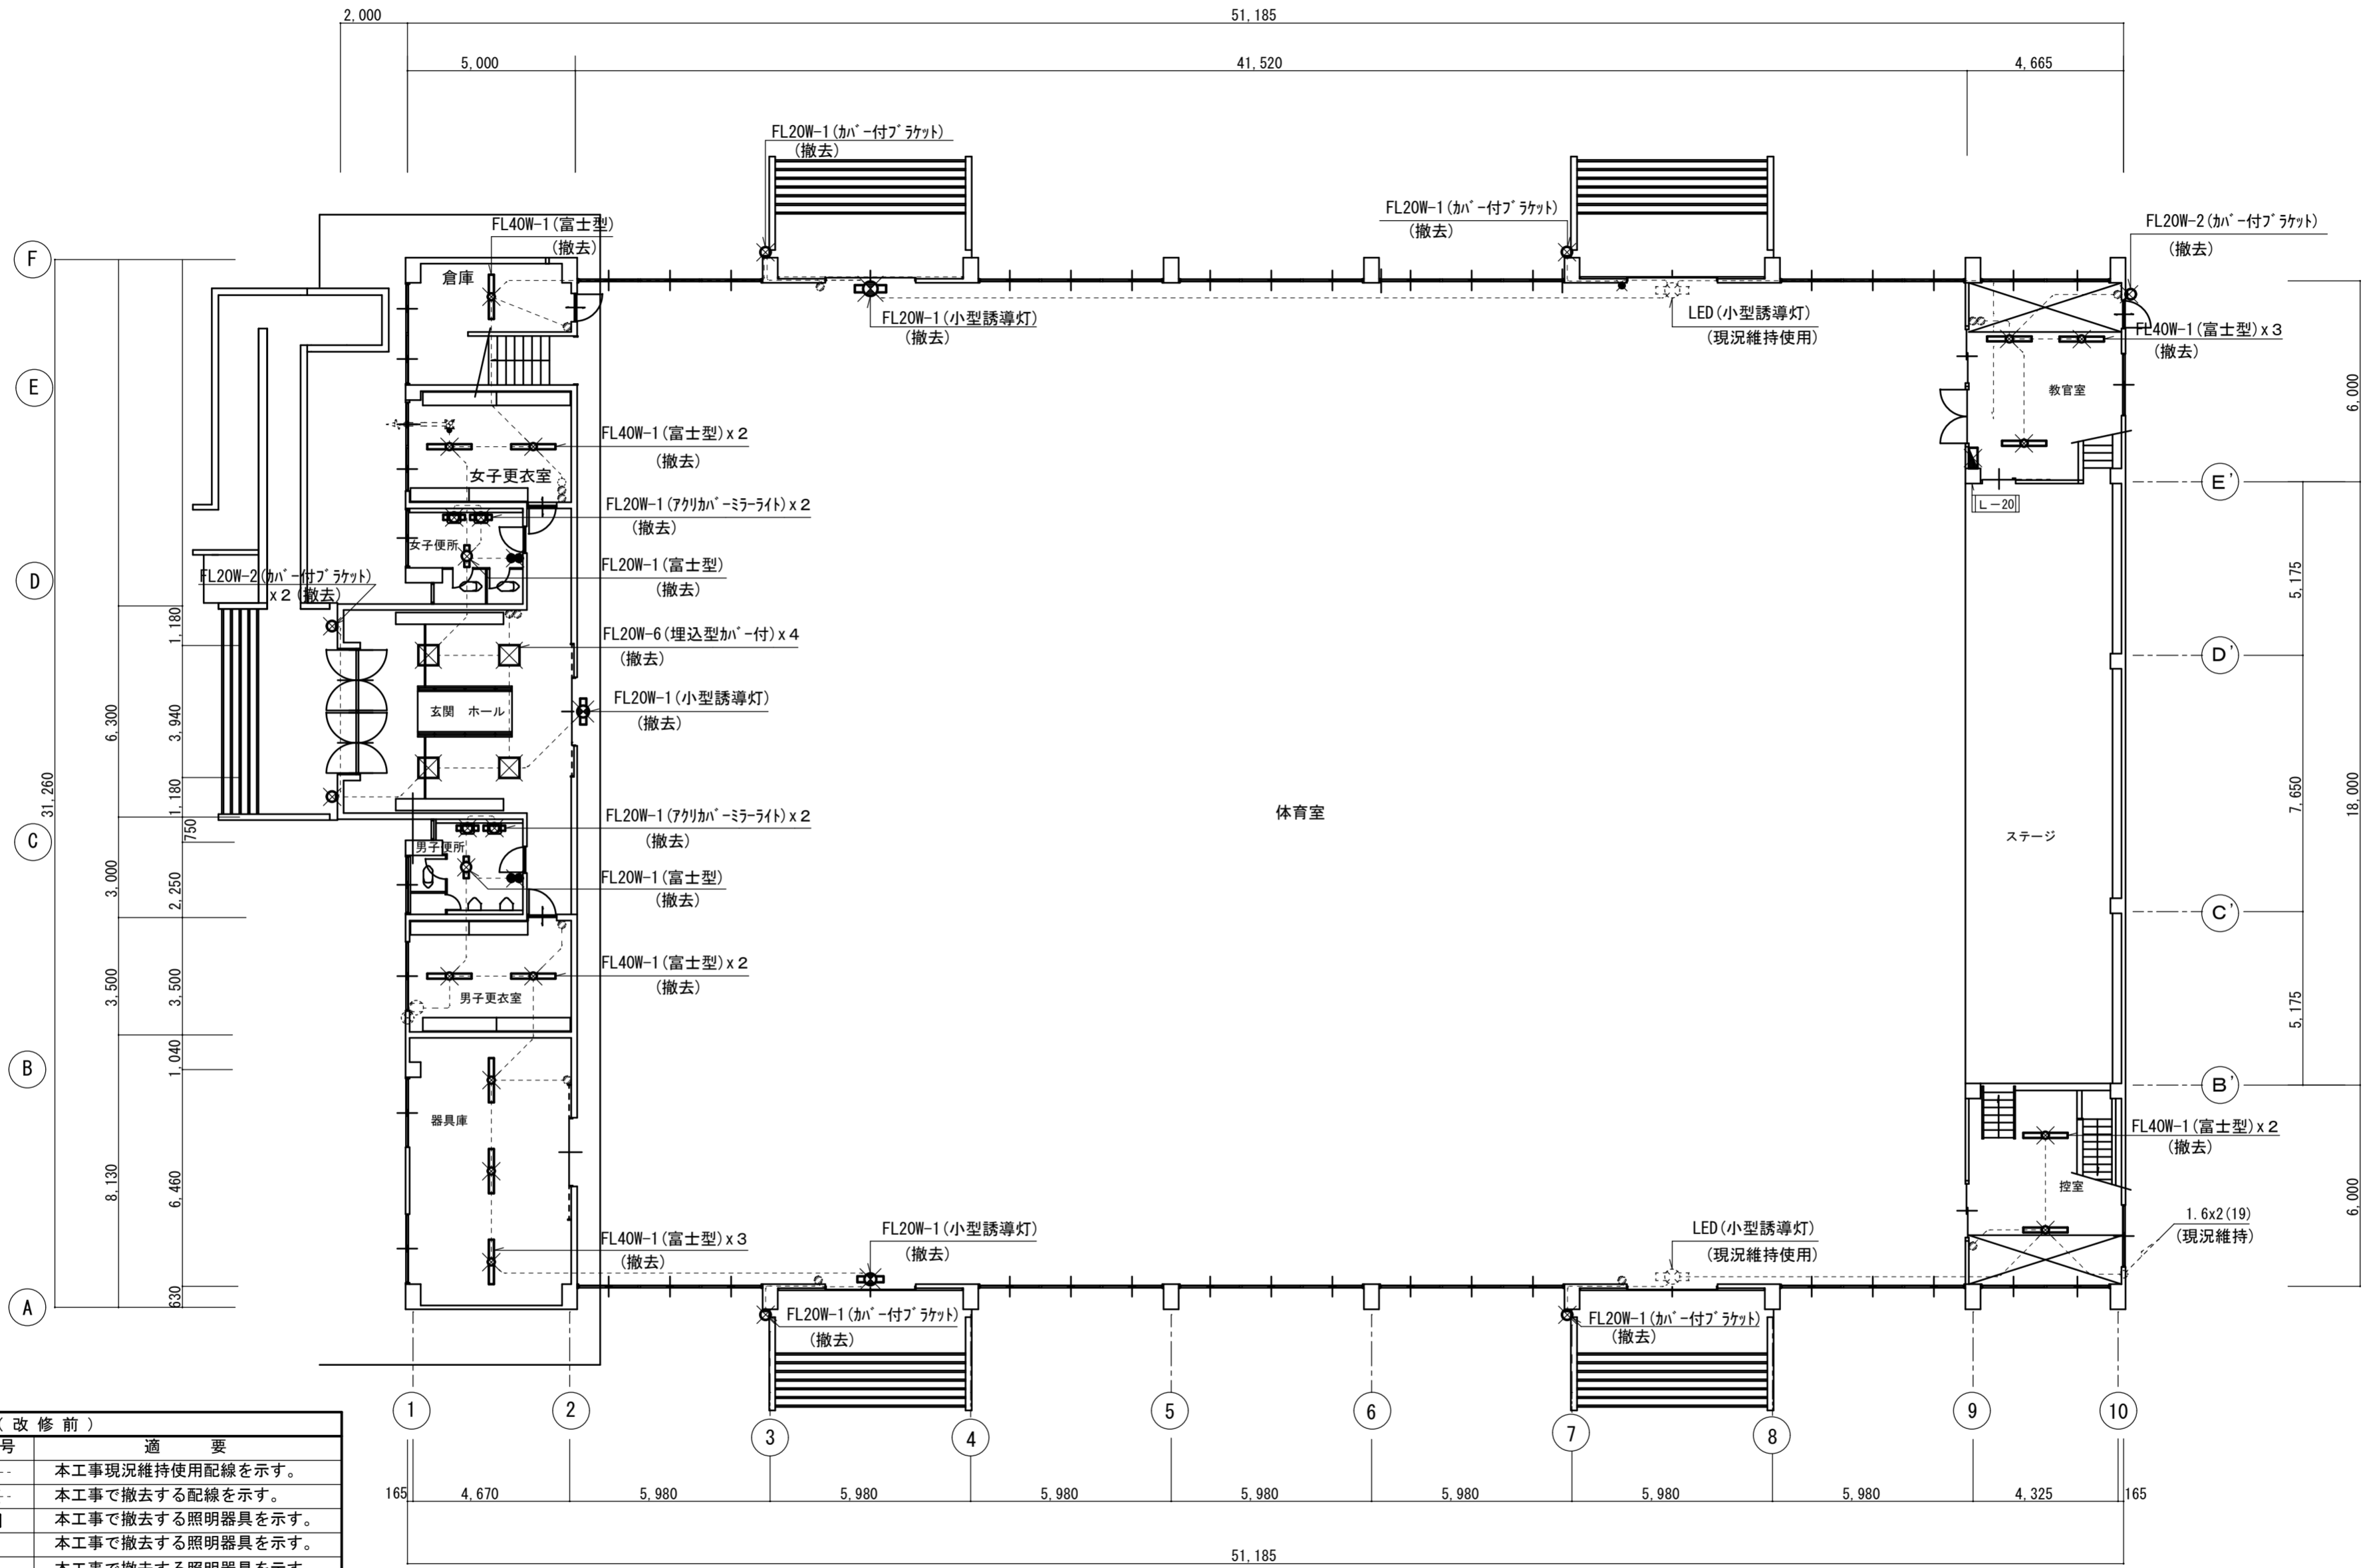 2,000
51,185
5,000
41,520
4,665
FL20W-1(ｶﾊﾞｰ付ﾌﾞﾗｹｯﾄ)
(撤去)
FL20W-1(ｶﾊﾞｰ付ﾌﾞﾗｹｯﾄ)
(撤去)
FL20W-2(ｶﾊﾞｰ付ﾌﾞﾗｹｯﾄ)
(撤去)
FL40W-1(富士型)
(撤去)
F
倉庫
FL20W-1(小型誘導灯)
(撤去)
LED(小型誘導灯)
(現況維持使用)
FL40W-1(富士型)x3
(撤去)
E
教官室
6,000
FL40W-1(富士型)x2
(撤去)
女子更衣室
E'
FL20W-1(ｱｸﾘｶﾊﾞｰﾐﾗｰﾗｲﾄ)x2
(撤去)
L-20
女子便所
FL20W-1(富士型)
(撤去)
D
FL20W-2(ｶﾊﾞｰ付ﾌﾞﾗｹｯﾄ)
x2(撤去)
5,175
1,180
FL20W-6(埋込型ｶﾊﾞｰ付)x4
(撤去)
D'
FL20W-1(小型誘導灯)
(撤去)
玄関 ホール
6,300
3,940
31,260
1,180
750
7,650
18,000
体育室
ステージ
FL20W-1(ｱｸﾘｶﾊﾞｰﾐﾗｰﾗｲﾄ)x2
(撤去)
C
男子便所
FL20W-1(富士型)
(撤去)
3,000
2,250
C'
FL40W-1(富士型)x2
(撤去)
男子更衣室
3,500
3,500
5,175
1,040
B
B'
器具庫
FL40W-1(富士型)x2
(撤去)
8,130
6,460
控室
6,000
1.6x2(19)
(現況維持)
FL40W-1(富士型)x3
(撤去)
FL20W-1(小型誘導灯)
(撤去)
LED(小型誘導灯)
(現況維持使用)
630
A
FL20W-1(ｶﾊﾞｰ付ﾌﾞﾗｹｯﾄ)
(撤去)
FL20W-1(ｶﾊﾞｰ付ﾌﾞﾗｹｯﾄ)
(撤去)
1
2
3
4
5
6
7
8
9
10
165
4,670
5,980
5,980
5,980
5,980
5,980
5,980
5,980
4,325
165
51,185
(改修前)
号
適 要
本工事現況維持使用配線を示す。
本工事で撤去する配線を示す。
本工事で撤去する照明器具を示す。
本工事で撤去する照明器具を示す。
本工事で撤去する照明器具を示す